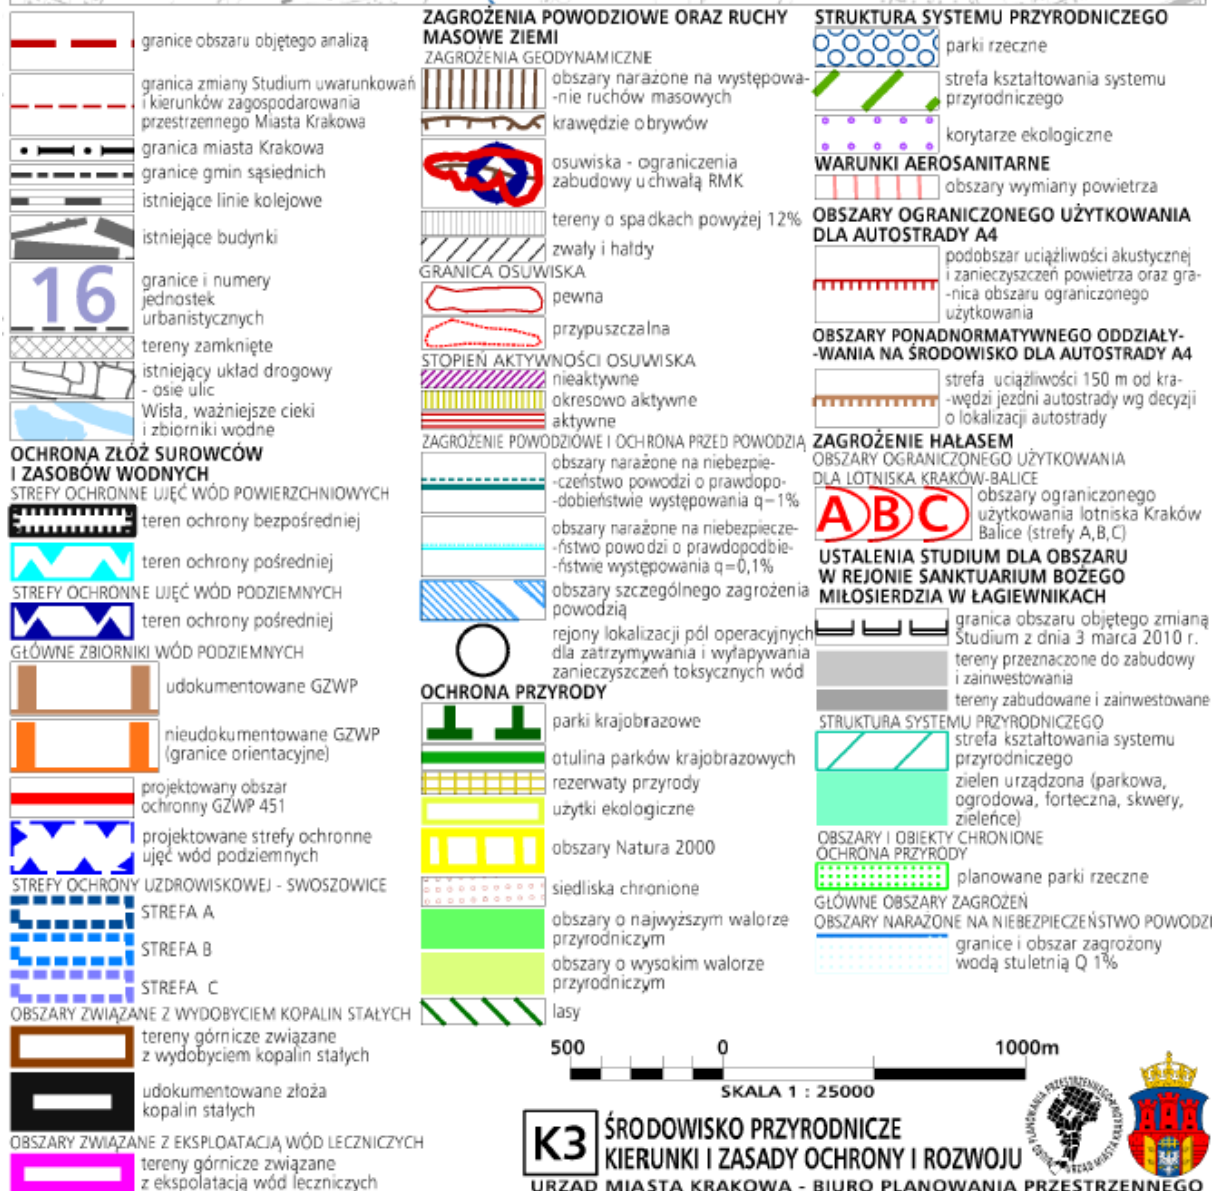 granice obszaru objętego analizą
granica zmiany Studium uwarunkowań
i kierunków zagospodarowania
przestrzennego Miasta Krakowa
granica miasta Krakowa
granice gmin sąsiednich
istniejące linie kolejowe
istniejące budynki
16
granice i numery
jednostek
urbanistycznych
tereny zamknięte
istniejący układ drogowy
- osie ulic
Wisła, ważniejsze cieki
i zbiorniki wodne
OCHRONA ZŁÓŻ SUROWCÓW
I ZASOBÓW WODNYCH
STREFY OCHRONNE UJĘĆ WÓD POWIERZCHNIOWYCH
teren ochrony bezpośredniej
teren ochrony pośredniej
STREFY OCHRONNE UJĘĆ WÓD PODZIEMNYCH
teren ochrony pośredniej
GŁÓWNE ZBIORNIKI WÓD PODZIEMNYCH
udokumentowane GZWP
nieudokumentowane GZWP
(granice orientacyjne)
projektowany obszar
ochronny GZWP 451
projektowane strefy ochronne
ujęć wód podziemnych
STREFY OCHRONY UZDROWISKOWEJ - SWOSZOWICE
STREFA A
STREFA B
STREFA C
OBSZARY ZWIĄZANE Z WYDOBYCIEM KOPALIN STAŁYCH
tereny górnicze związane
z wydobyciem kopalin stałych
udokumentowane złoża
kopalin stałych
OBSZARY ZWIĄZANE Z EKSPLOATACJĄ WÓD LECZNICZYCH
tereny górnicze związane
z ekspolatacją wód leczniczych
ZAGROŻENIA POWODZIOWE ORAZ RUCHY
MASOWE ZIEMI
ZAGROŻENIA GEODYNAMICZNE
obszary narażone na występowa-
-nie ruchów masowych
krawędzie obrywów
osuwiska - ograniczenia
zabudowy uchwałą RMK
tereny o spadkach powyżej 12%
zwały i hałdy
GRANICA OSUWISKA
pewna
przypuszczalna
STOPIEŃ AKTYWNOŚCI OSUWISKA
nieaktywne
okresowo aktywne
aktywne
ZAGROŻENIE POWODZIOWE I OCHRONA PRZED POWODZIĄ
obszary narażone na niebezpie-
-czeństwo powodzi o prawdopo-
-dobieństwie występowania q=1%
obszary narażone na niebezpiecze-
-ństwo powodzi o prawdopodbie-
-ństwie występowania q=0,1%
obszary szczególnego zagrożenia
powodzią
rejony lokalizacji pól operacyjnych
dla zatrzymywania i wyłapywania
zanieczyszczeń toksycznych wód
OCHRONA PRZYRODY
parki krajobrazowe
otulina parków krajobrazowych
rezerwaty przyrody
użytki ekologiczne
obszary Natura 2000
siedliska chronione
obszary o najwyższym walorze
przyrodniczym
obszary o wysokim walorze
przyrodniczym
lasy
STRUKTURA SYSTEMU PRZYRODNICZEGO
parki rzeczne
strefa kształtowania systemu
przyrodniczego
korytarze ekologiczne
WARUNKI AEROSANITARNE
obszary wymiany powietrza
OBSZARY OGRANICZONEGO UŻYTKOWANIA
DLA AUTOSTRADY A4
podobszar uciążliwości akustycznej
i zanieczyszczeń powietrza oraz gra-
-nica obszaru ograniczonego
użytkowania
OBSZARY PONADNORMATYWNEGO ODDZIAŁY-
-WANIA NA ŚRODOWISKO DLA AUTOSTRADY A4
strefa uciążliwości 150 m od kra-
-wędzi jezdni autostrady wg decyzji
o lokalizacji autostrady
ZAGROŻENIE HAŁASEM
OBSZARY OGRANICZONEGO UŻYTKOWANIA
DLA LOTNISKA KRAKÓW-BALICE
A B C
obszary ograniczonego
użytkowania lotniska Kraków
Balice (strefy A,B,C)
USTALENIA STUDIUM DLA OBSZARU
W REJONIE SANKTUARIUM BOŻEGO
MIŁOSIERDZIA W ŁAGIEWNIKACH
granica obszaru objętego zmianą
Studium z dnia 3 marca 2010 r.
tereny przeznaczone do zabudowy
i zainwestowania
tereny zabudowane i zainwestowane
STRUKTURA SYSTEMU PRZYRODNICZEGO
strefa kształtowania systemu
przyrodniczego
zielen urządzona (parkowa,
ogrodowa, forteczna, skwery,
zieleńce)
OBSZARY I OBIEKTY CHRONIONE
OCHRONA PRZYRODY
planowane parki rzeczne
GŁÓWNE OBSZARY ZAGROŻEŃ
OBSZARY NARAŻONE NA NIEBEZPIECZEŃSTWO POWODZI
granice i obszar zagrożony
wodą stuletnią Q 1%
500 0 1000m
SKALA 1 : 25000
K3
ŚRODOWISKO PRZYRODNICZE
KIERUNKI I ZASADY OCHRONY I ROZWOJU
URZĄD MIASTA KRAKOWA - BIURO PLANOWANIA PRZESTRZENNEGO